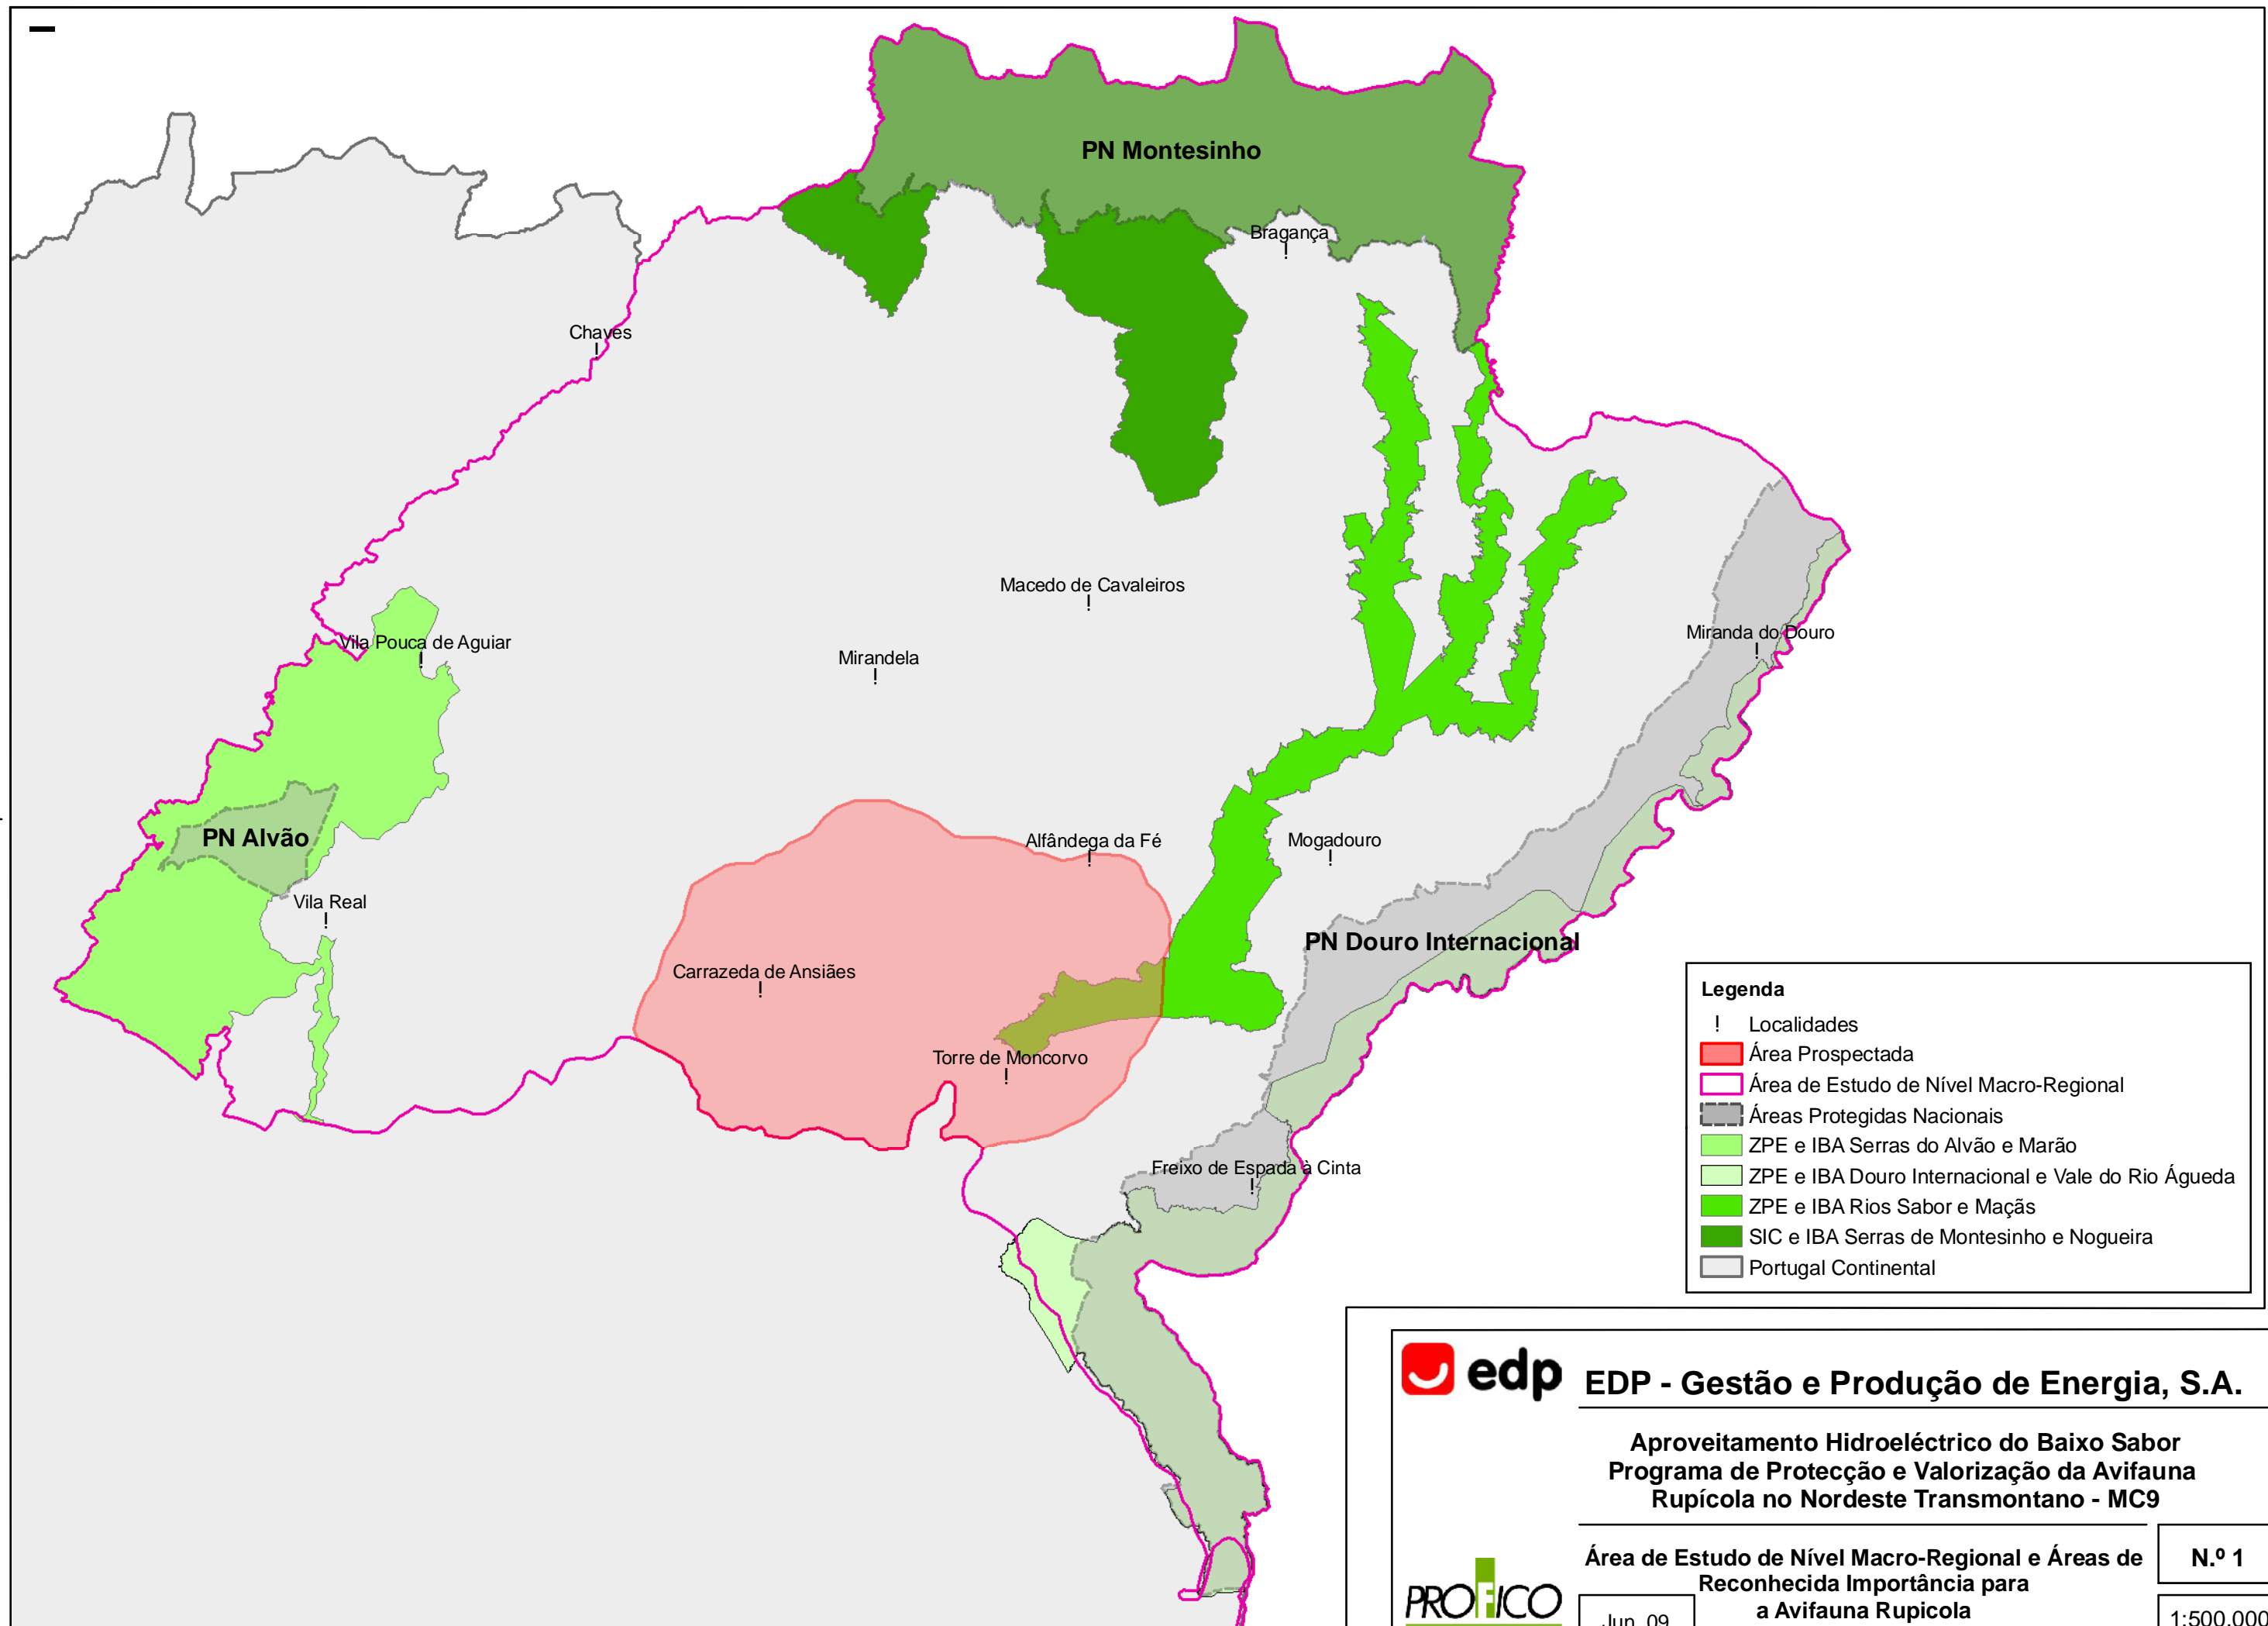 PN Montesinho
Bragança
!
Chaves
!
Macedo de Cavaleiros
!
Miranda do Douro
!
Vila Pouca de Aguiar
!
Mirandela
!
PN Alvão
Alfândega da Fé
!
Mogadouro
!
Vila Real
!
PN Douro Internacional
Carrazeda de Ansiães
!
Torre de Moncorvo
!
Freixo de Espada à Cinta
!
Legenda
! Localidades
Área Prospectada
Área de Estudo de Nível Macro-Regional
Áreas Protegidas Nacionais
ZPE e IBA Serras do Alvão e Marão
ZPE e IBA Douro Internacional e Vale do Rio Águeda
ZPE e IBA Rios Sabor e Maçãs
SIC e IBA Serras de Montesinho e Nogueira
Portugal Continental
edp
EDP - Gestão e Produção de Energia, S.A.
Aproveitamento Hidroeléctrico do Baixo Sabor
Programa de Protecção e Valorização da Avifauna
Rupícola no Nordeste Transmontano - MC9
Área de Estudo de Nível Macro-Regional e Áreas de
Reconhecida Importância para
a Avifauna Rupicola
N.º 1
PROFICO
Jun. 09
1:500.000